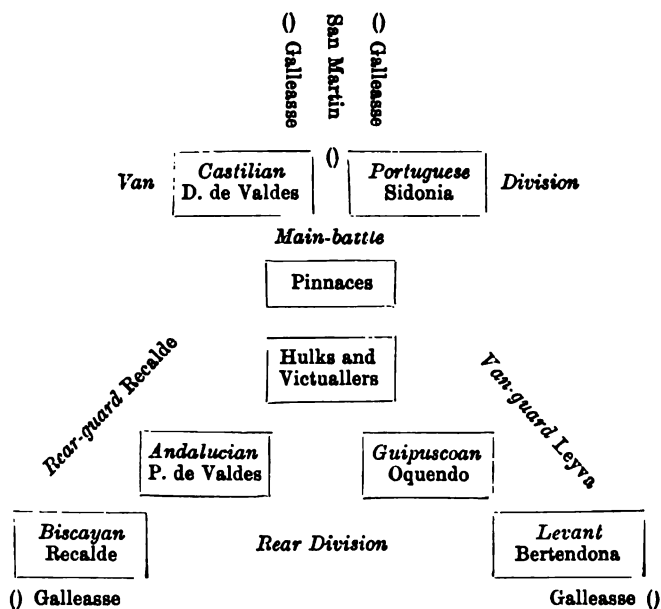 () Galleasse
San Martin ()
() Galleasse
Van
Castilian
D. de Valdes
Portuguese
Sidonia
Division
Main-battle
Pinnaces
Hulks and
Victuallers
Rear-guard Recalde
Van-guard Leyva
Andalucian
P. de Valdes
Guipuscoan
Oquendo
Biscayan
Recalde
Rear Division
Levant
Bertendona
() Galleasse
Galleasse ()